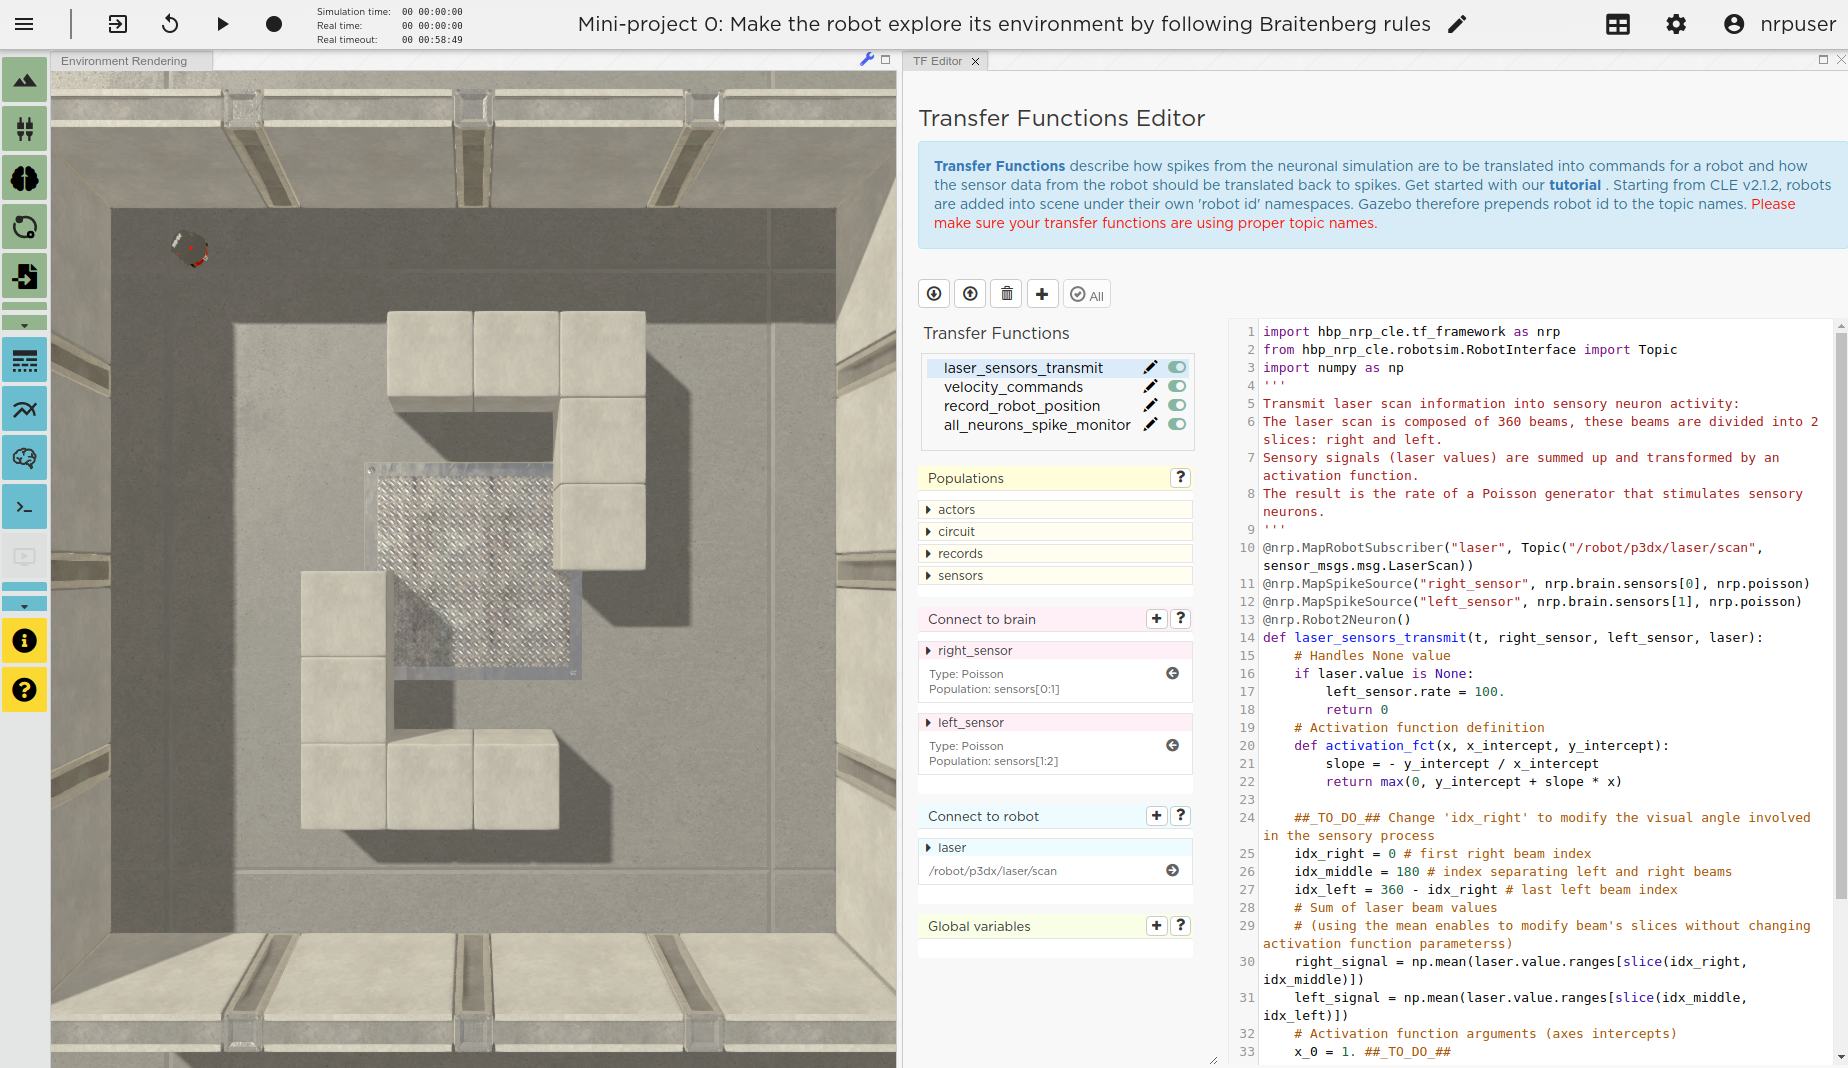 Simulation time: 00 00:00:00
Real time: 00 00:00:00
Real timeout: 00 00:58:49
Mini-project 0: Make the robot explore its environment by following Braitenberg rules
nrpuser
Environment Rendering
TF Editor
Transfer Functions Editor
Transfer Functions describe how spikes from the neuronal simulation are to be translated into commands for a robot and how
the sensor data from the robot should be translated back to spikes. Get started with our tutorial . Starting from CLE v2.1.2, robots
are added into scene under their own 'robot id' namespaces. Gazebo therefore prepends robot id to the topic names. Please
make sure your transfer functions are using proper topic names.
All
Transfer Functions
laser_sensors_transmit
velocity_commands
record_robot_position
all_neurons_spike_monitor
Populations ?
actors
circuit
records
sensors
Connect to brain + ?
right_sensor
Type: Poisson
Population: sensors[0:1]
left_sensor
Type: Poisson
Population: sensors[1:2]
Connect to robot + ?
laser
/robot/p3dx/laser/scan
Global variables + ?
1 import hbp_nrp_cle.tf_framework as nrp
2 from hbp_nrp_cle.robotsim.RobotInterface import Topic
3 import numpy as np
4 '''
5 Transmit laser scan information into sensory neuron activity:
6 The laser scan is composed of 360 beams, these beams are divided into 2
slices: right and left.
7 Sensory signals (laser values) are summed up and transformed by an
activation function.
8 The result is the rate of a Poisson generator that stimulates sensory
neurons.
9 '''
10 @nrp.MapRobotSubscriber("laser", Topic("/robot/p3dx/laser/scan",
sensor_msgs.msg.LaserScan))
11 @nrp.MapSpikeSource("right_sensor", nrp.brain.sensors[0], nrp.poisson)
12 @nrp.MapSpikeSource("left_sensor", nrp.brain.sensors[1], nrp.poisson)
13 @nrp.Robot2Neuron()
14 def laser_sensors_transmit(t, right_sensor, left_sensor, laser):
15 # Handles None value
16 if laser.value is None:
17 left_sensor.rate = 100.
18 return 0
19 # Activation function definition
20 def activation_fct(x, x_intercept, y_intercept):
21 slope = - y_intercept / x_intercept
22 return max(0, y_intercept + slope * x)
23
24 ##_TO_DO_## Change 'idx_right' to modify the visual angle involved
in the sensory process
25 idx_right = 0 # first right beam index
26 idx_middle = 180 # index separating left and right beams
27 idx_left = 360 - idx_right # last left beam index
28 # Sum of laser beam values
29 # (using the mean enables to modify beam's slices without changing
activation function parameterss)
30 right_signal = np.mean(laser.value.ranges[slice(idx_right,
idx_middle)])
31 left_signal = np.mean(laser.value.ranges[slice(idx_middle,
idx_left)])
32 # Activation function arguments (axes intercepts)
33 x_0 = 1. ##_TO_DO_##